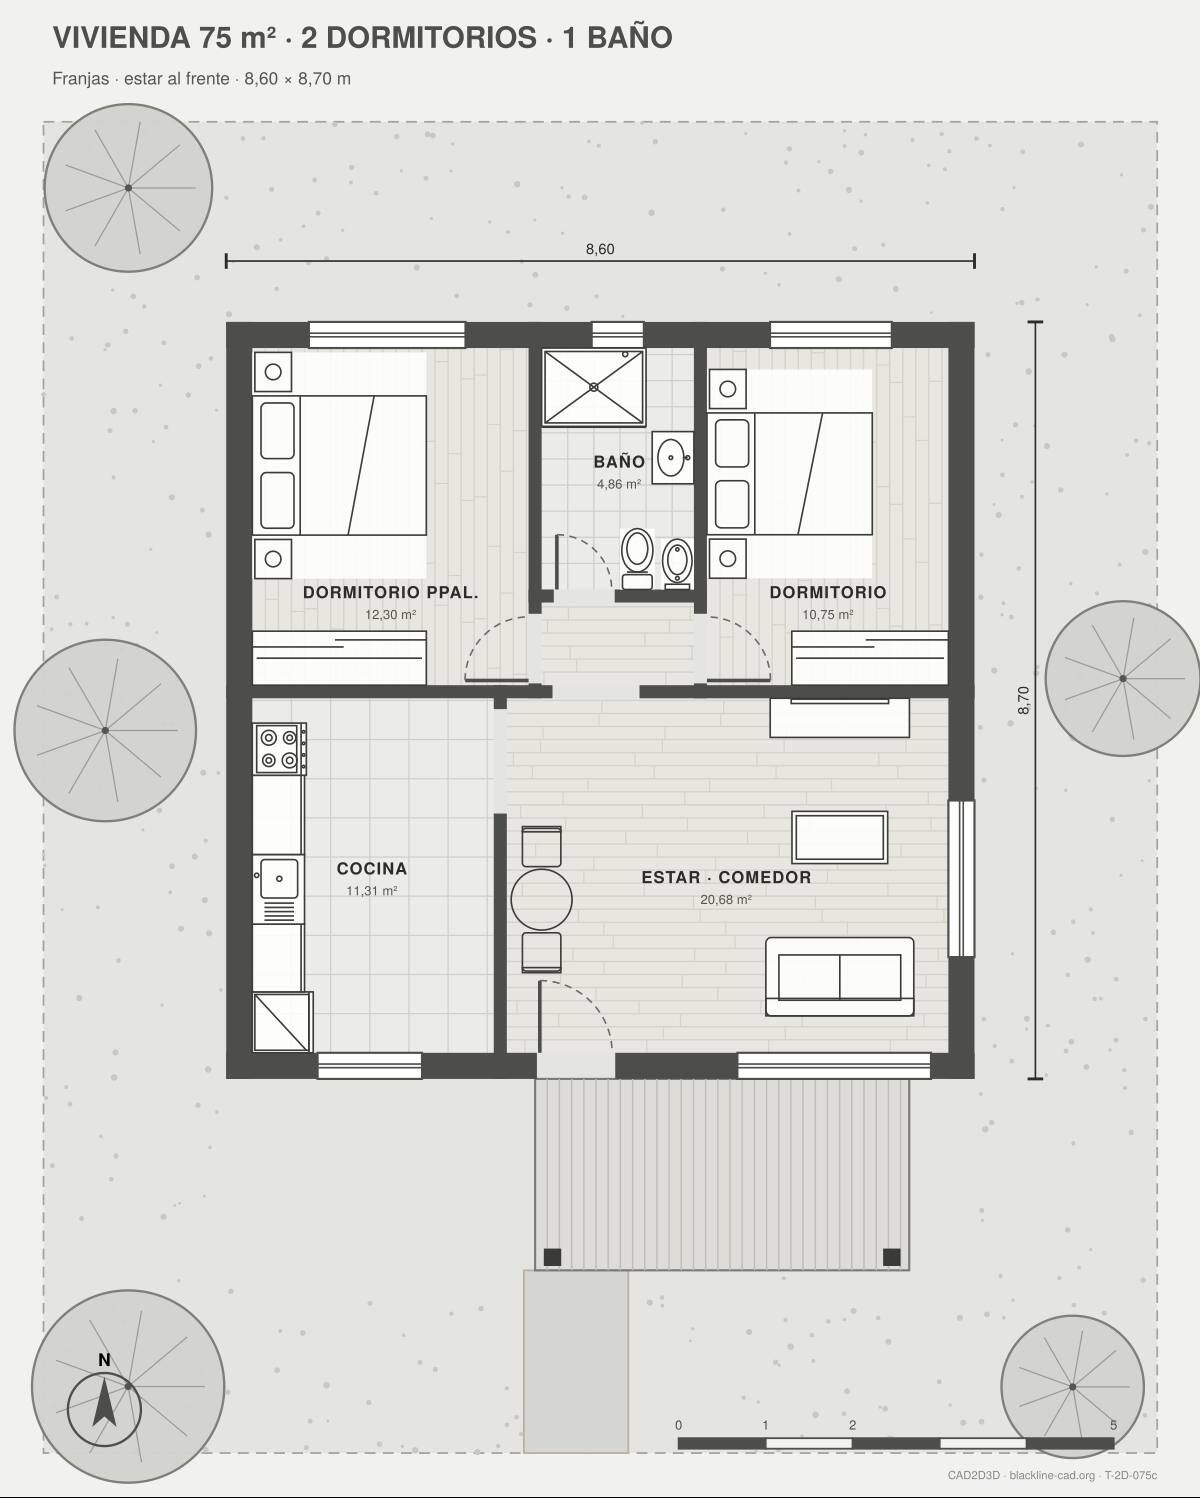 VIVIENDA 75 m² · 2 DORMITORIOS · 1 BAÑO
Franjas · estar al frente · 8,60 × 8,70 m
8,60
BAÑO
4,86 m²
DORMITORIO PPAL.
12,30 m²
DORMITORIO
10,75 m²
8,70
COCINA
11,31 m²
ESTAR · COMEDOR
20,68 m²
N
0 1 2 5
CAD2D3D · blackline-cad.org · T-2D-075c